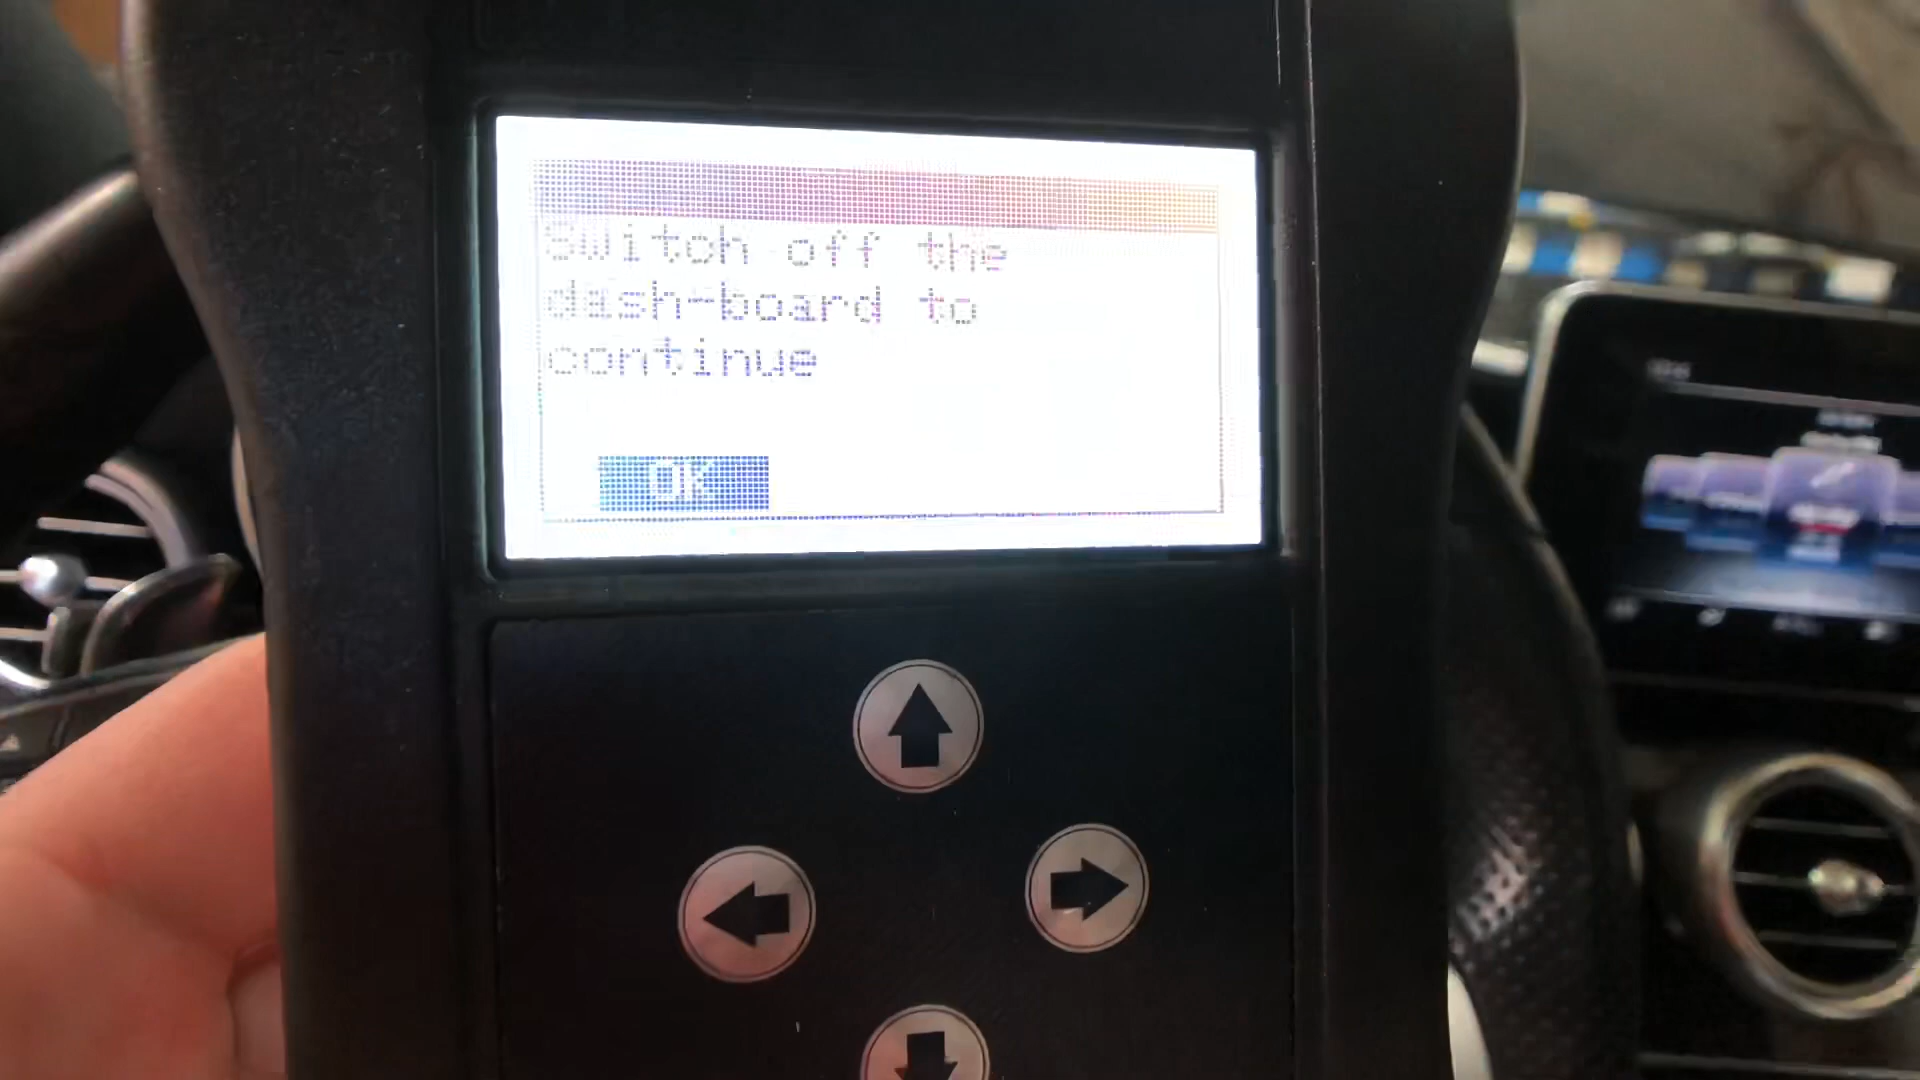 Switch off the
dash-board to
continue
OK